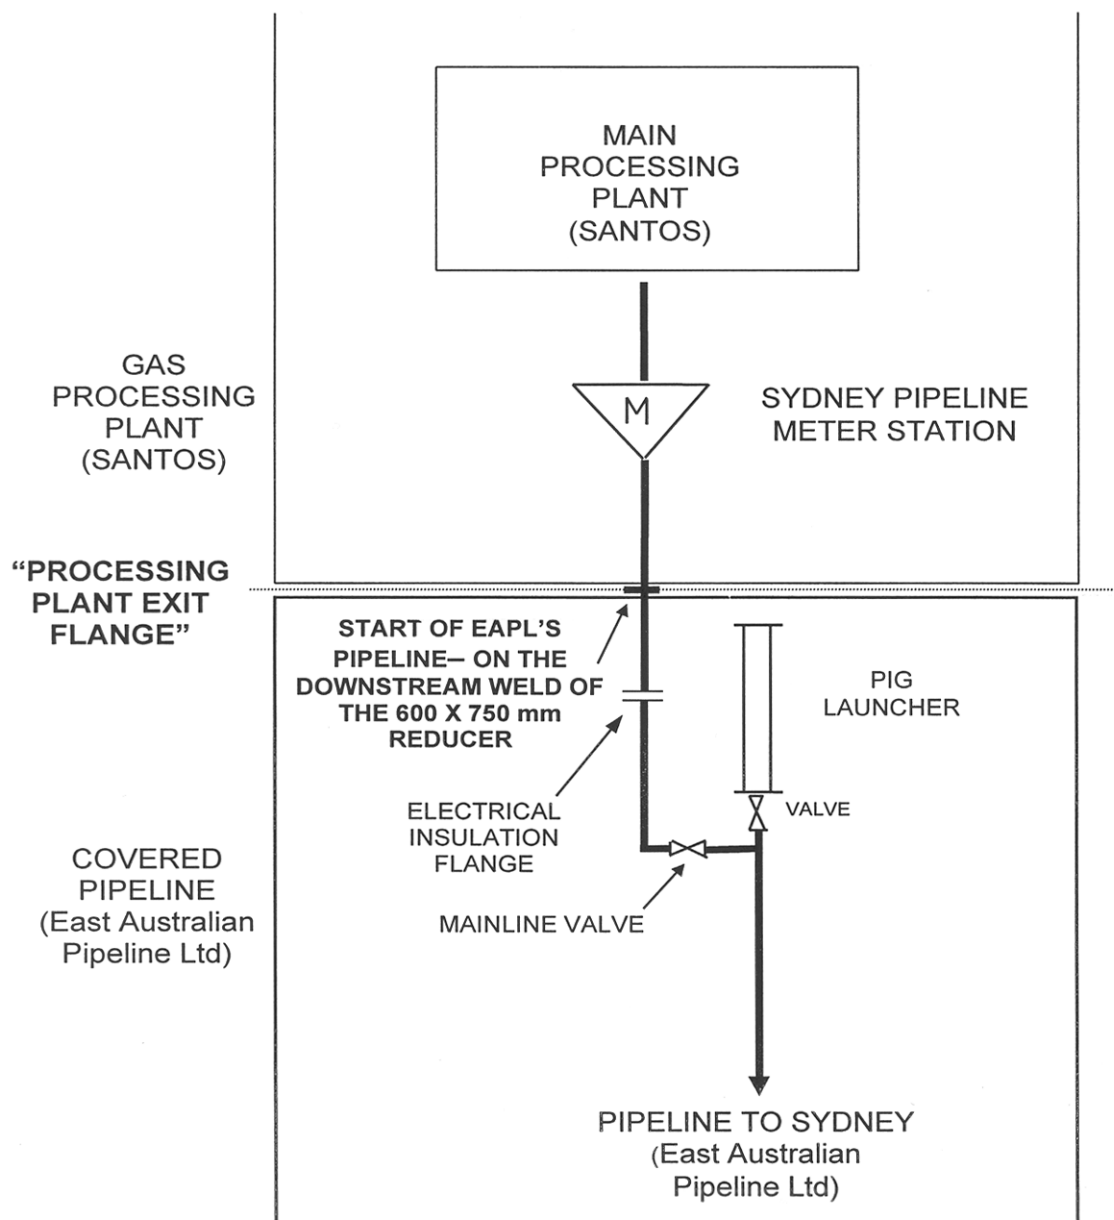 MAIN
PROCESSING
PLANT
(SANTOS)
GAS
PROCESSING
PLANT
(SANTOS)
M
SYDNEY PIPELINE
METER STATION
“PROCESSING
PLANT EXIT
FLANGE”
START OF EAPL’S
PIPELINE– ON THE
DOWNSTREAM WELD OF
THE 600 X 750 mm
REDUCER
PIG
LAUNCHER
VALVE
ELECTRICAL
INSULATION
FLANGE
MAINLINE VALVE
COVERED
PIPELINE
(East Australian
Pipeline Ltd)
PIPELINE TO SYDNEY
(East Australian
Pipeline Ltd)